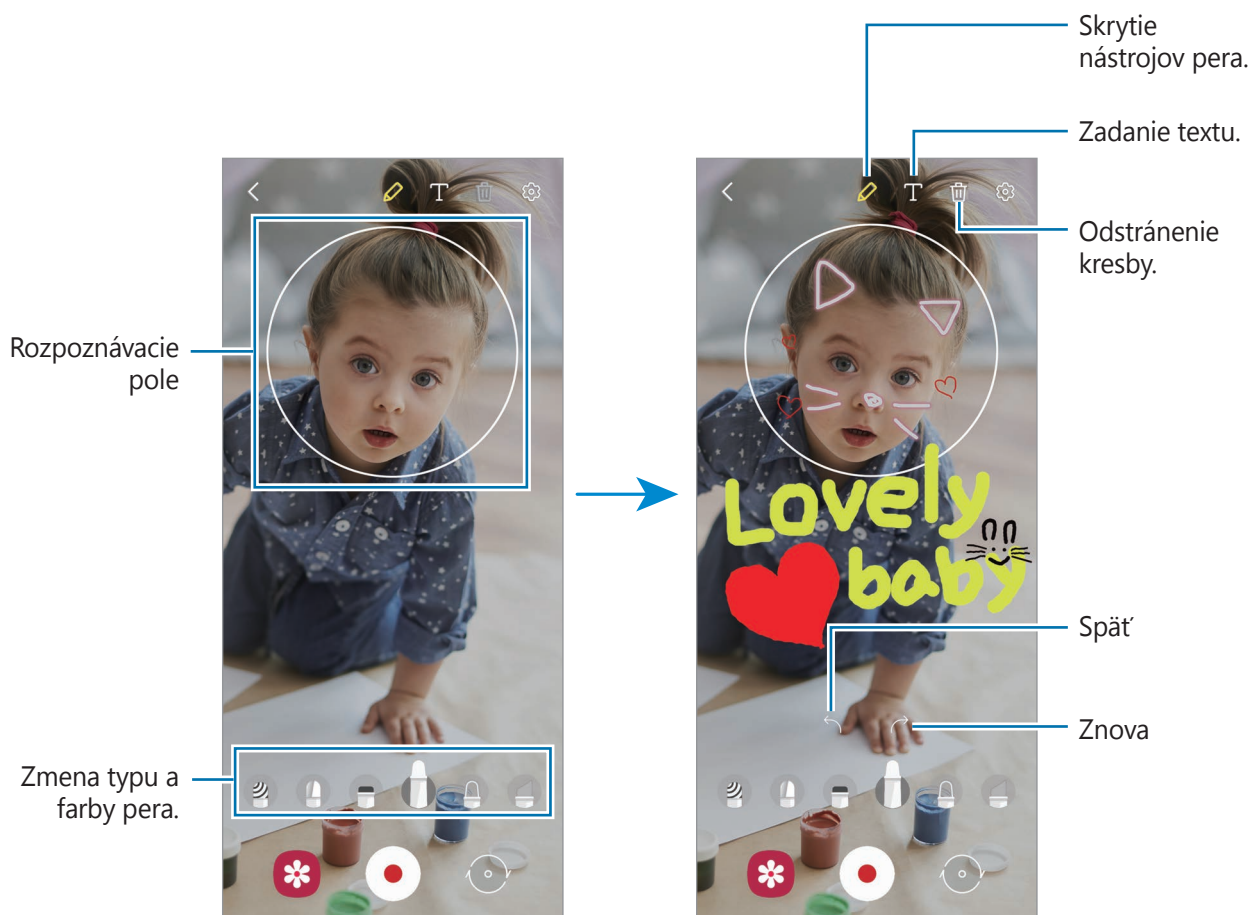 Skrytie
nástrojov pera.
Zadanie textu.
Odstránenie
kresby.
Rozpoznávacie
pole
Lovely
baby
Späť
Znova
Zmena typu a
farby pera.